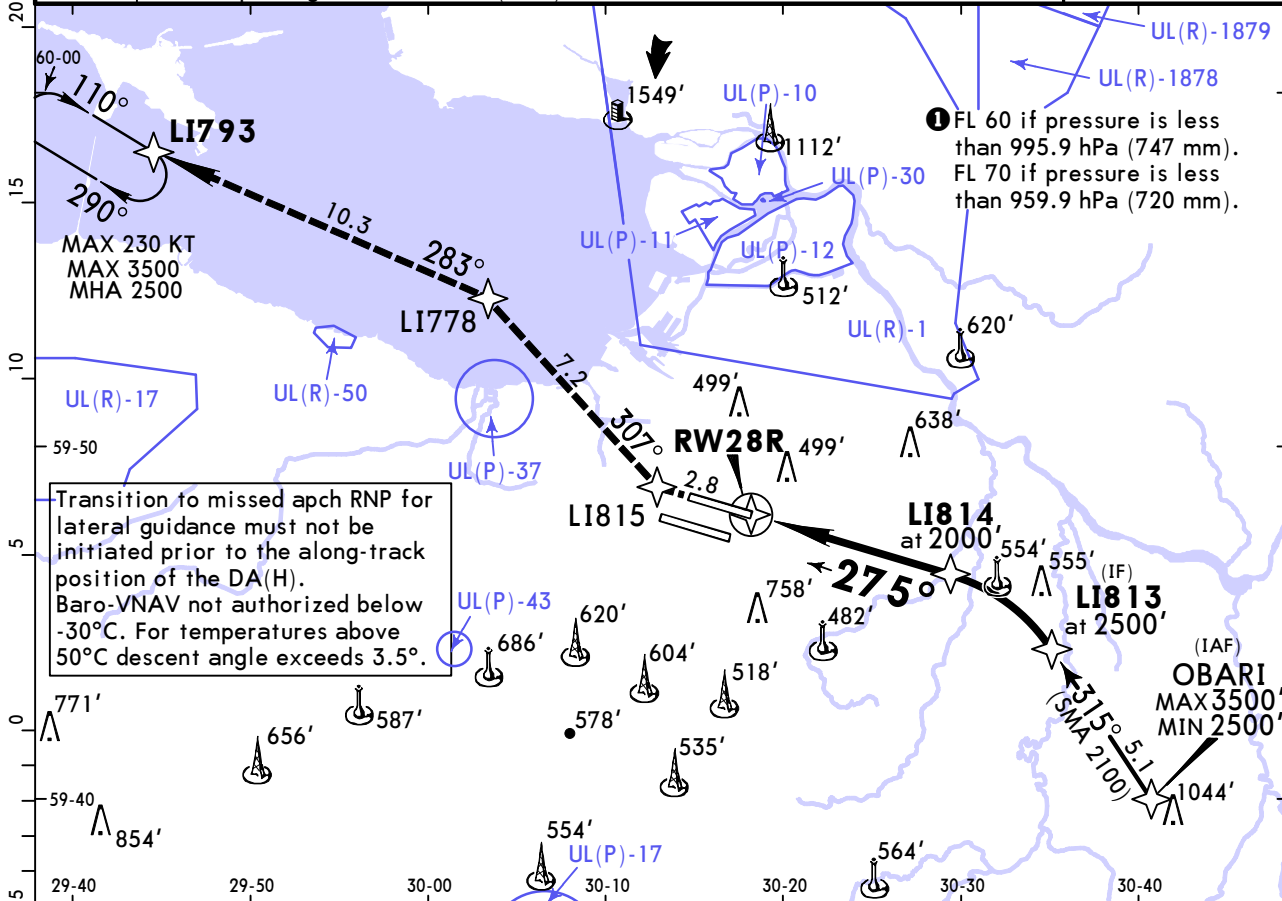 20
UL(R)-1879
UL(R)-1878
60-00
110°
LI793
1549'
UL(P)-10
1112'
❶ FL 60 if pressure is less
than 995.9 hPa (747 mm).
FL 70 if pressure is less
than 959.9 hPa (720 mm).
15
290°
10.3
UL(P)-30
UL(P)-11
UL(P)-12
MAX 230 KT
MAX 3500
MHA 2500
283°
512'
LI778
UL(R)-1
620'
10
UL(R)-17
UL(R)-50
7.2
499'
638'
307°
RW28R
499'
59-50
UL(P)-37
2.8
LI815
Transition to missed apch RNP for
lateral guidance must not be
initiated prior to the along-track
position of the DA(H).
Baro-VNAV not authorized below
-30°C. For temperatures above
50°C descent angle exceeds 3.5°.
5
LI814
at 2000'
554'
555'
(IF)
LI813
at 2500'
275°
758'
482'
UL(P)-43
620'
686'
604'
518'
(IAF)
OBARI
MAX 3500'
MIN 2500'
315°
5.1
(SMA 2100)
771'
0
587'
578'
656'
535'
59-40
1044'
854'
554'
UL(P)-17
564'
5
29-40
29-50
30-00
30-10
30-20
30-30
30-40